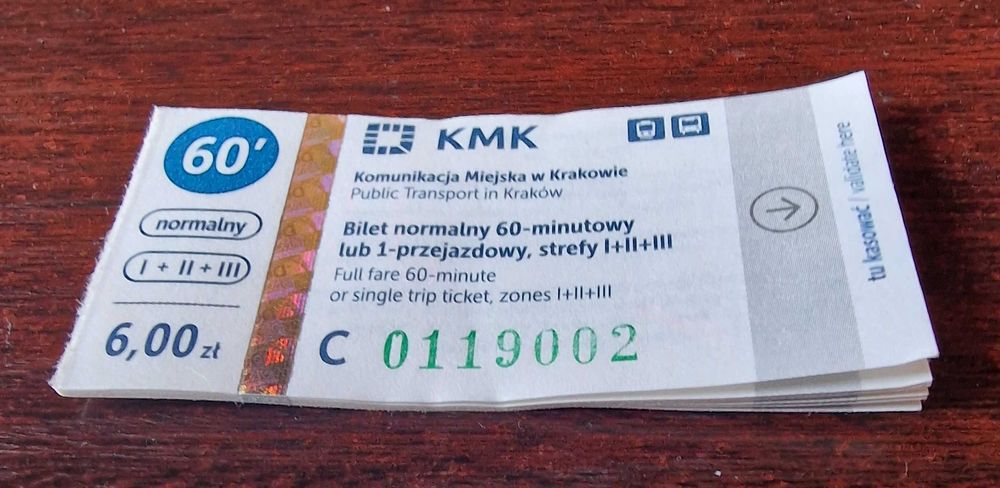 60'
normalny
I + II + III
6,00 zł
KMK
Komunikacja Miejska w Krakowie
Public Transport in Kraków
Bilet normalny 60-minutowy
lub 1-przejazdowy, strefy I+II+III
Full fare 60-minute
or single trip ticket, zones I+II+III
C 0119002
tu kasować / validate here